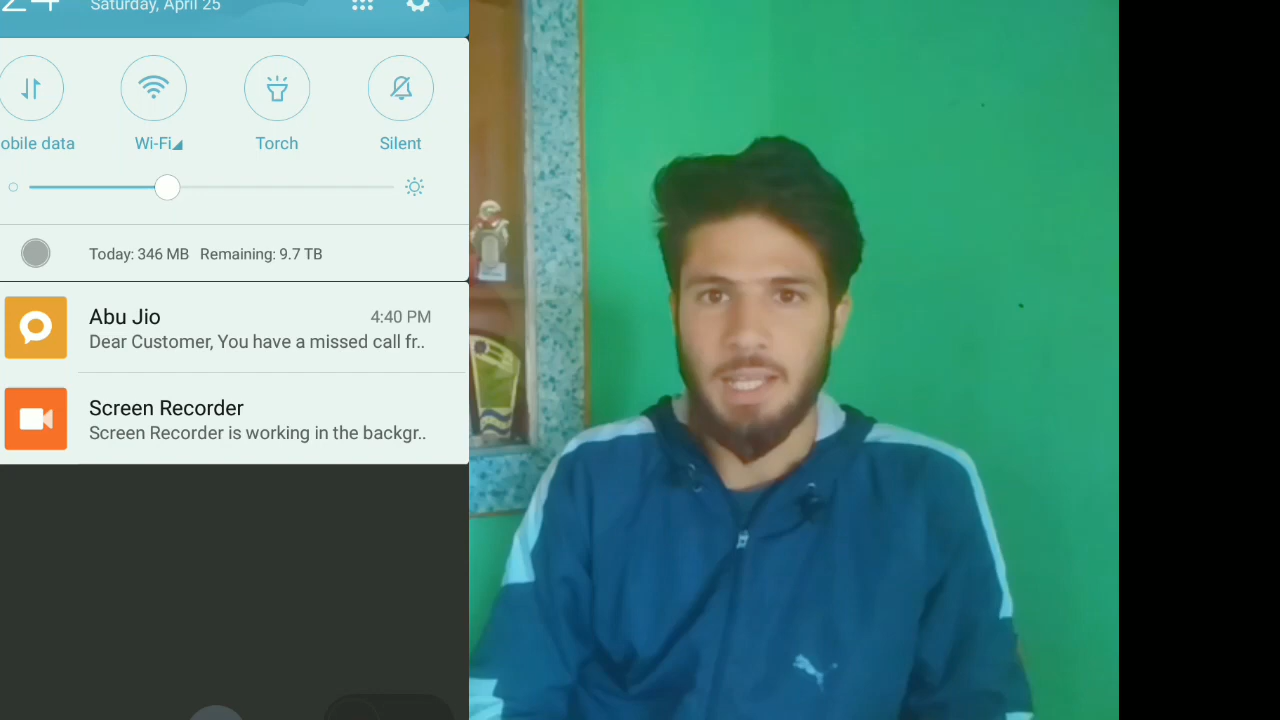 Saturday, April 25
obile data
Wi-Fi
Torch
Silent
Today: 346 MB Remaining: 9.7 TB
Abu Jio
4:40 PM
Dear Customer, You have a missed call fr..
Screen Recorder
Screen Recorder is working in the backgr..